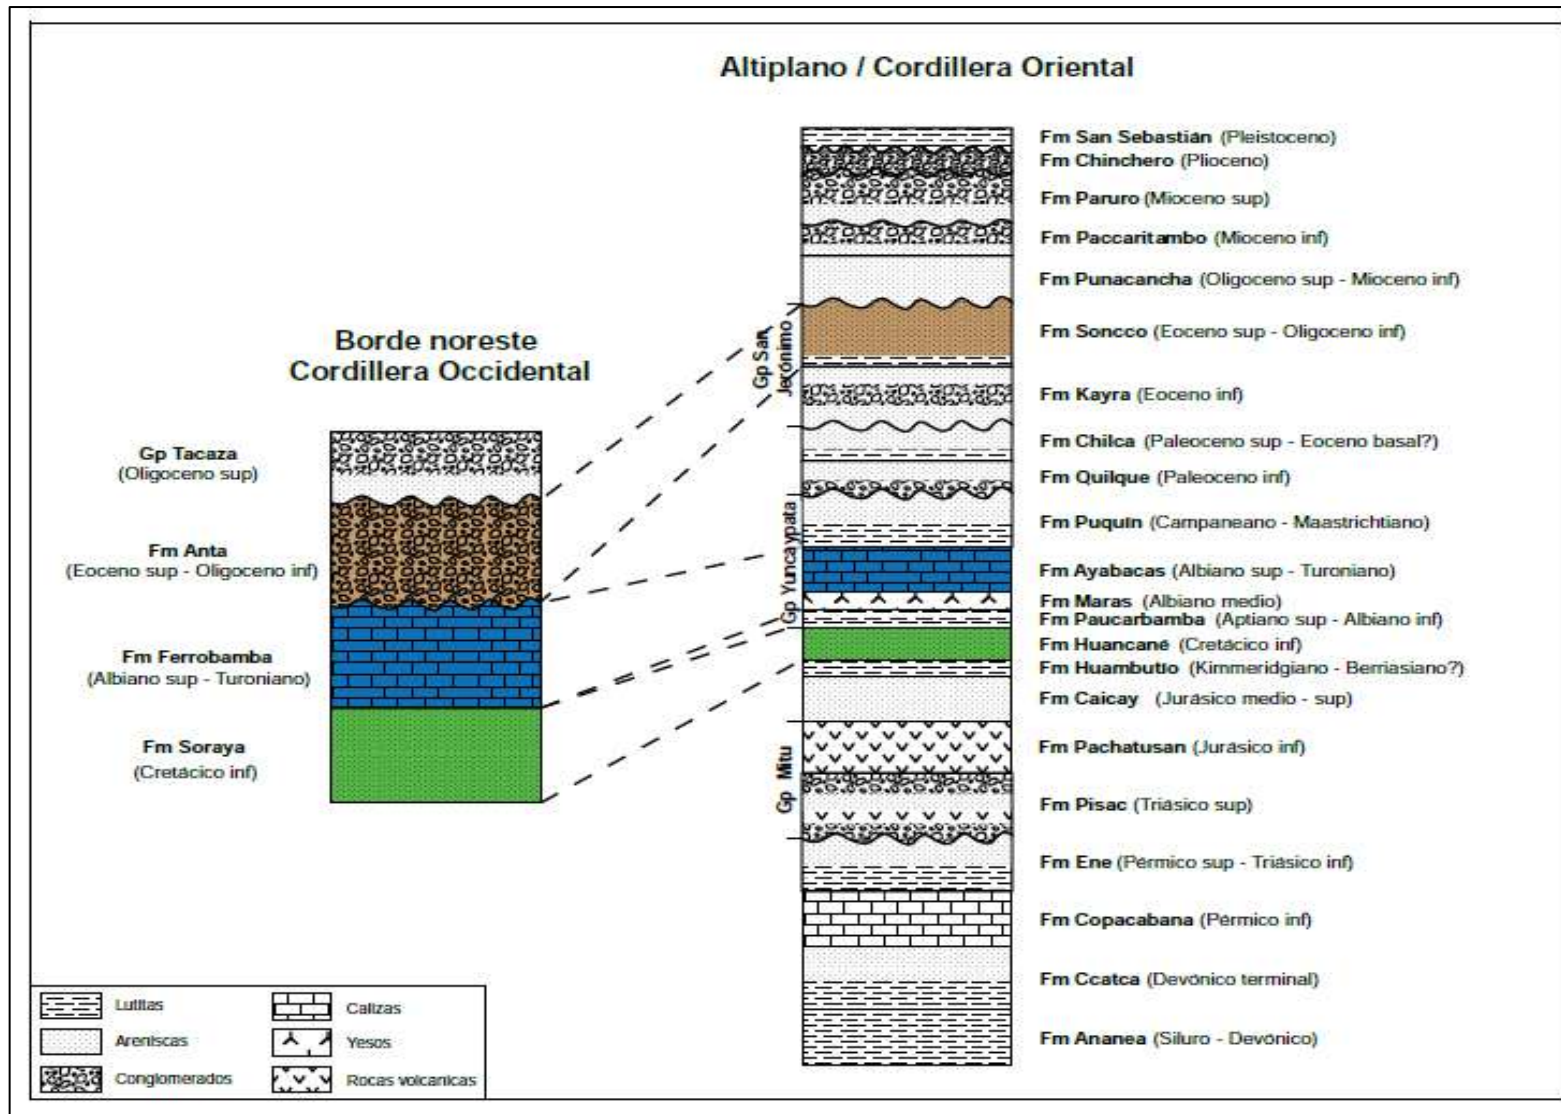 Altiplano / Cordillera Oriental
Fm San Sebastián (Pleistoceno)
Fm Chinchero (Plioceno)
Fm Paruro (Mioceno sup)
Fm Paccaritambo (Mioceno inf)
Fm Punacancha (Oligoceno sup - Mioceno inf)
Fm Soncco (Eoceno sup - Oligoceno inf)
Fm Kayra (Eoceno inf)
Fm Chilca (Paleoceno sup - Eoceno basal?)
Fm Quilque (Paleoceno inf)
Fm Puquín (Campaneano - Maastrichtiano)
Fm Ayabacas (Albiano sup - Turoniano)
Fm Maras (Albiano medio)
Fm Paucarbamba (Aptiano sup - Albiano inf)
Fm Huancané (Cretácico inf)
Fm Huambutío (Kimmeridgiano - Berriasiano?)
Fm Caicay (Jurásico medio - sup)
Fm Pachatusan (Jurásico inf)
Fm Pisac (Triásico sup)
Fm Ene (Pérmico sup - Triásico inf)
Fm Copacabana (Pérmico inf)
Fm Ccatca (Devónico terminal)
Fm Ananea (Siluro - Devónico)
Gp San
Jerónimo
Gp Yuncaypata
Gp Mitu
Borde noreste
Cordillera Occidental
Gp Tacaza
(Oligoceno sup)
Fm Anta
(Eoceno sup - Oligoceno inf)
Fm Ferrobamba
(Albiano sup - Turoniano)
Fm Soraya
(Cretácico inf)
Lutitas
Areniscas
Conglomerados
Calizas
Yesos
Rocas volcanicas